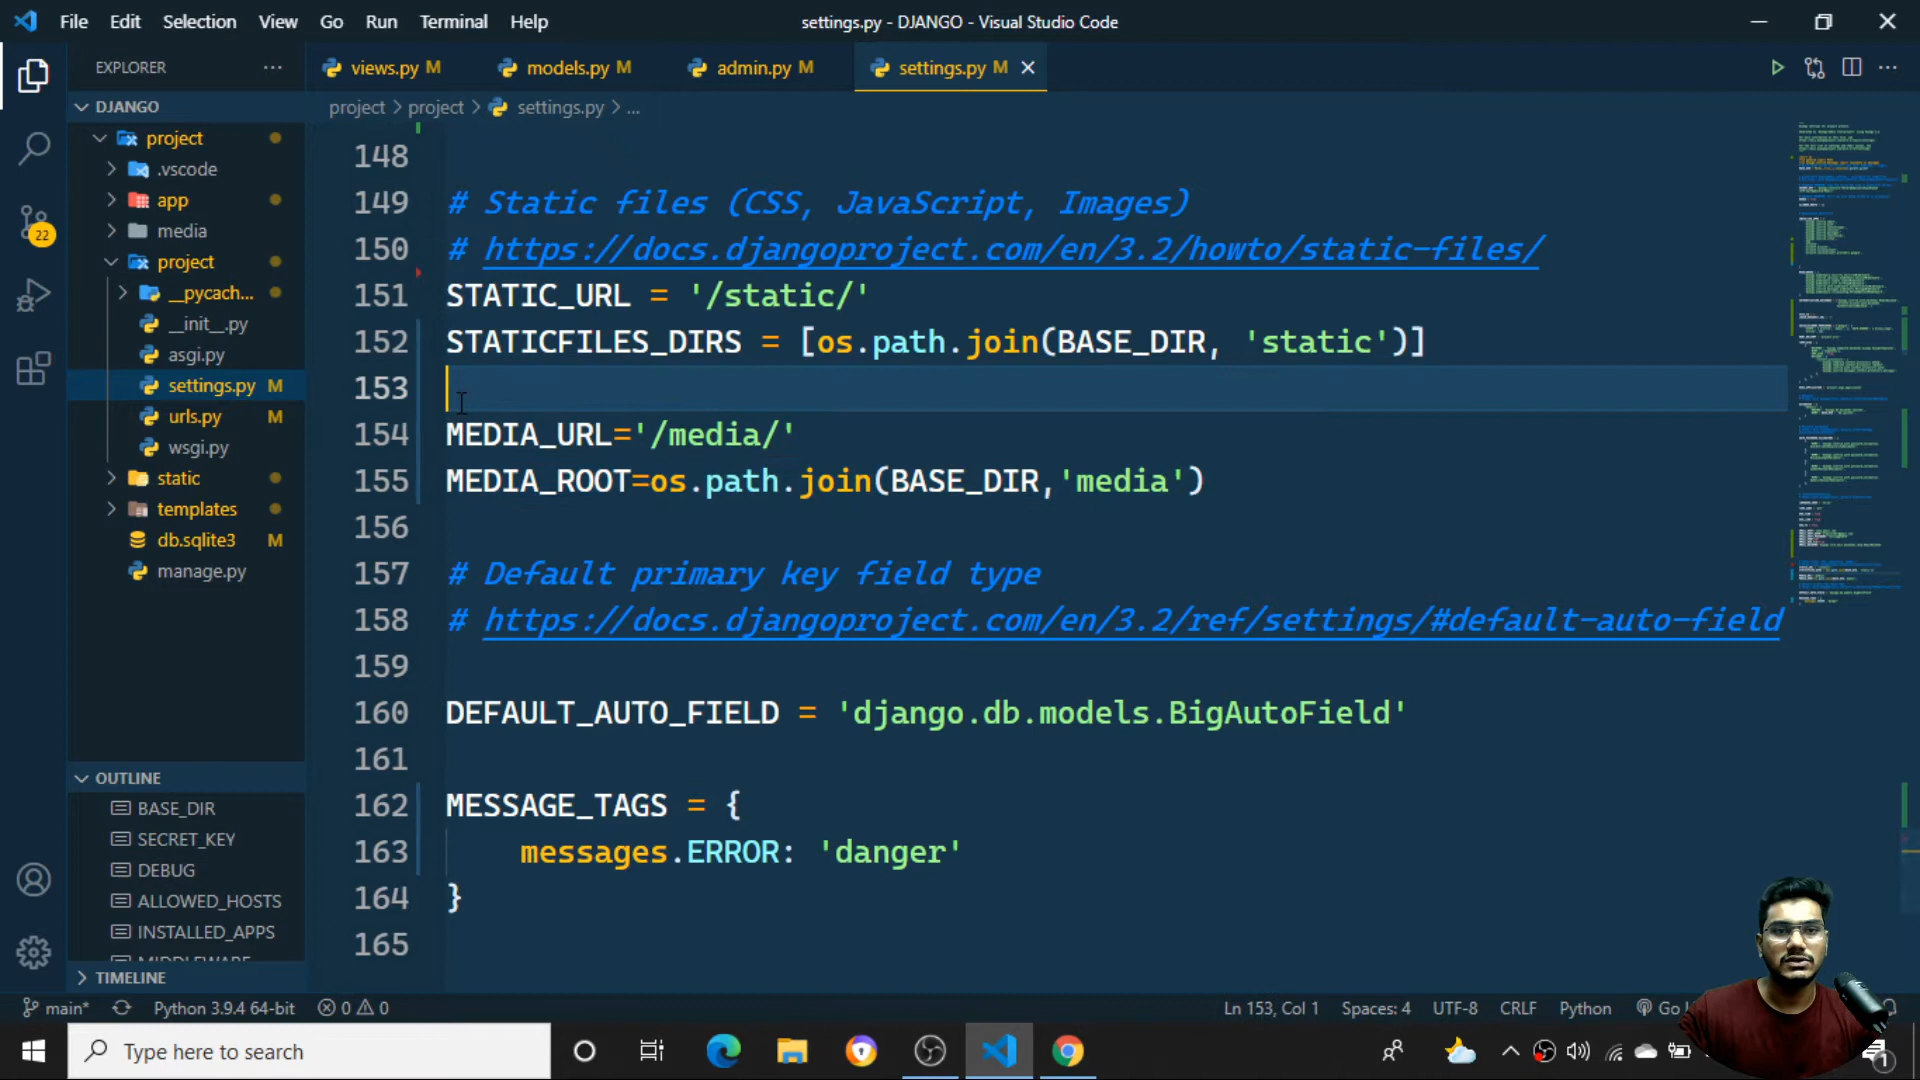 File Edit Selection View Go Run Terminal Help
settings.py - DJANGO - Visual Studio Code
EXPLORER
views.py M
models.py M
admin.py M
settings.py M
DJANGO
project > project > settings.py > ...
project
.vscode
app
media
project
__pycach...
__init__.py
asgi.py
settings.py M
urls.py M
wsgi.py
static
templates
db.sqlite3 M
manage.py
22
OUTLINE
BASE_DIR
SECRET_KEY
DEBUG
ALLOWED_HOSTS
INSTALLED_APPS
TIMELINE
148
149 # Static files (CSS, JavaScript, Images)
150 # https://docs.djangoproject.com/en/3.2/howto/static-files/
151 STATIC_URL = '/static/'
152 STATICFILES_DIRS = [os.path.join(BASE_DIR, 'static')]
153
154 MEDIA_URL='/media/'
155 MEDIA_ROOT=os.path.join(BASE_DIR,'media')
156
157 # Default primary key field type
158 # https://docs.djangoproject.com/en/3.2/ref/settings/#default-auto-field
159
160 DEFAULT_AUTO_FIELD = 'django.db.models.BigAutoField'
161
162 MESSAGE_TAGS = {
163 messages.ERROR: 'danger'
164 }
165
main* Python 3.9.4 64-bit 0 0 Ln 153, Col 1 Spaces: 4 UTF-8 CRLF Python Go
Type here to search
1